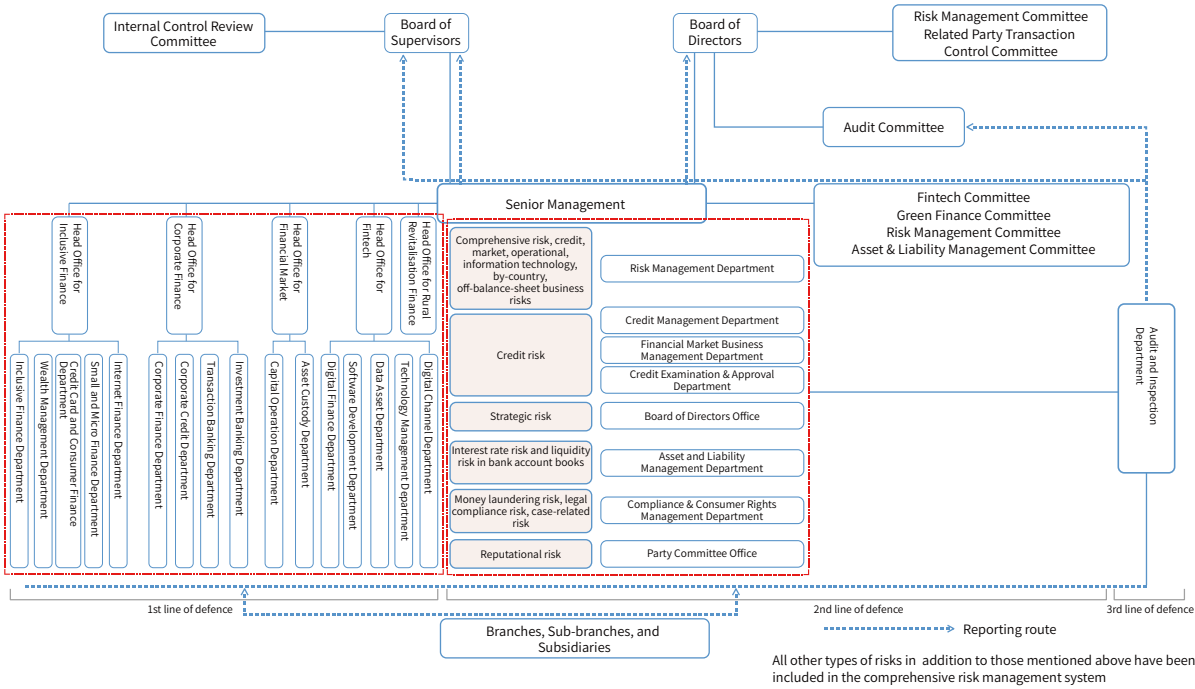 Internal Control Review
Committee
Board of
Supervisors
Board of
Directors
Risk Management Committee
Related Party Transaction
Control Committee
Audit Committee
Senior Management
Fintech Committee
Green Finance Committee
Risk Management Committee
Asset & Liability Management Committee
Head Office for
Inclusive Finance
Head Office for
Corporate Finance
Head Office for
Financial Market
Head Office for
Fintech
Head Office for Rural
Revitalisation Finance
Inclusive Finance Department
Wealth Management Department
Credit Card and Consumer Finance
Department
Small and Micro Finance Department
Internet Finance Department
Corporate Finance Department
Corporate Credit Department
Transaction Banking Department
Investment Banking Department
Capital Operation Department
Asset Custody Department
Digital Finance Department
Software Development Department
Data Asset Department
Technology Management Department
Digital Channel Department
Comprehensive risk, credit,
market, operational,
information technology,
by-country,
off-balance-sheet business
risks
Risk Management Department
Credit risk
Credit Management Department
Financial Market Business
Management Department
Credit Examination & Approval
Department
Strategic risk
Board of Directors Office
Interest rate risk and liquidity
risk in bank account books
Asset and Liability
Management Department
Money laundering risk, legal
compliance risk, case-related
risk
Compliance & Consumer Rights
Management Department
Reputational risk
Party Committee Office
Audit and Inspection
Department
1st line of defence
2nd line of defence
3rd line of defence
Branches, Sub-branches, and
Subsidiaries
Reporting route
All other types of risks in addition to those mentioned above have been
included in the comprehensive risk management system